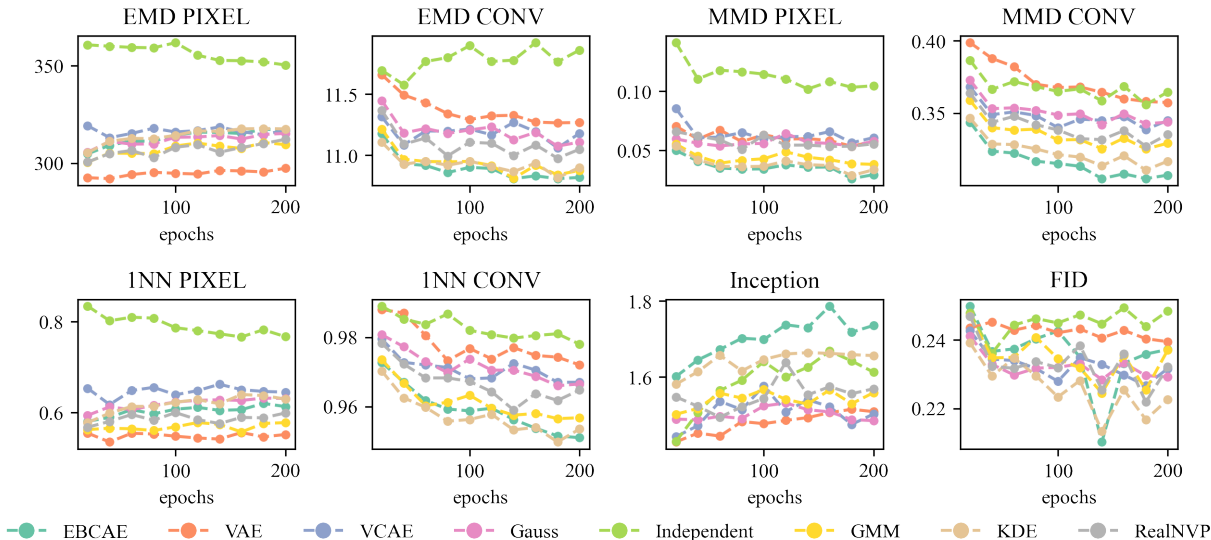 EMD PIXEL EMD CONV MMD PIXEL MMD CONV
350
300
100 200
epochs
11.5
11.0
100 200
epochs
0.10
0.05
100 200
epochs
0.40
0.35
100 200
epochs
1NN PIXEL 1NN CONV Inception FID
0.8
0.6
100 200
epochs
0.98
0.96
100 200
epochs
1.8
1.6
100 200
epochs
0.24
0.22
100 200
epochs
EBCAE VAE VCAE Gauss Independent GMM KDE RealNVP